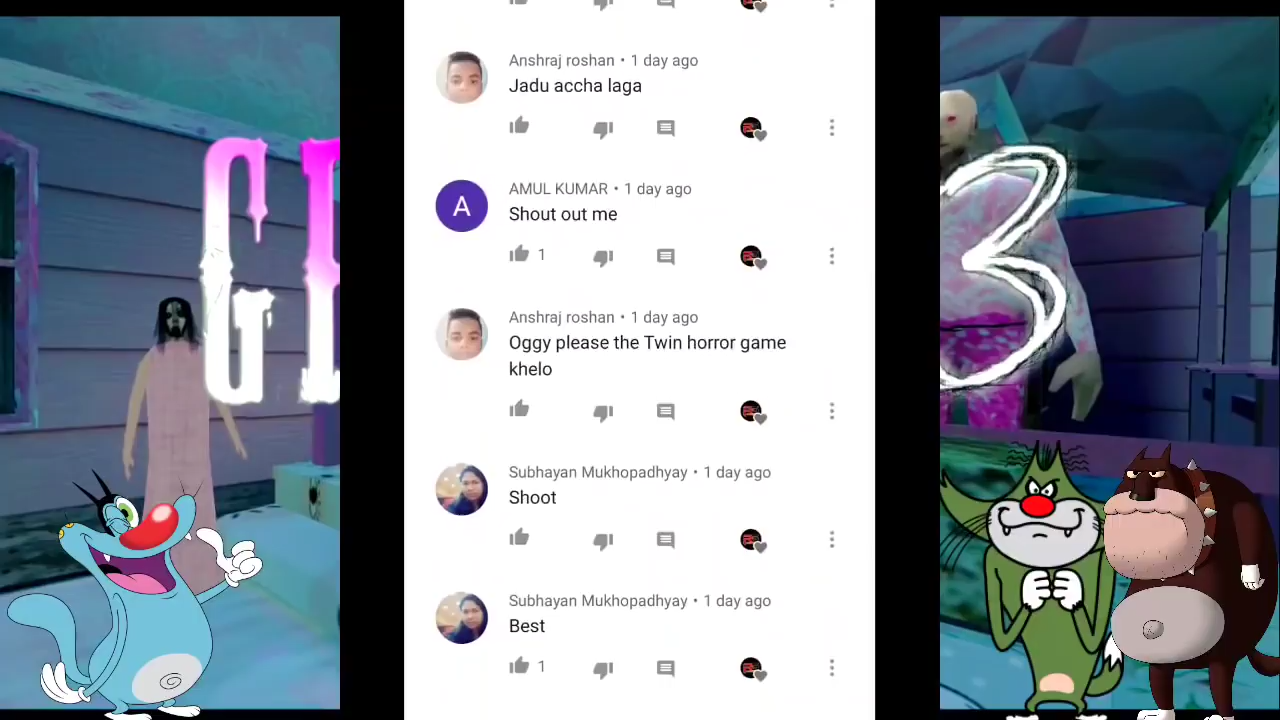 Anshraj roshan • 1 day ago
Jadu accha laga
AMUL KUMAR • 1 day ago
A
Shout out me
1
Anshraj roshan • 1 day ago
Oggy please the Twin horror game
khelo
Subhayan Mukhopadhyay • 1 day ago
Shoot
Subhayan Mukhopadhyay • 1 day ago
Best
1
G
3